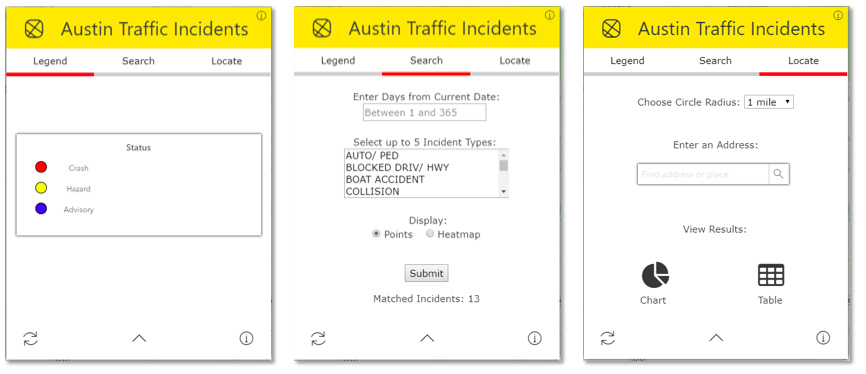 Austin Traffic Incidents
Legend Search Locate
Status
Crash
Hazard
Advisory
Austin Traffic Incidents
Legend Search Locate
Enter Days from Current Date:
Between 1 and 365
Select up to 5 Incident Types:
AUTO/ PED
BLOCKED DRIV/ HWY
BOAT ACCIDENT
COLLISION
Display:
Points Heatmap
Submit
Matched Incidents: 13
Austin Traffic Incidents
Legend Search Locate
Choose Circle Radius: 1 mile
Enter an Address:
Find address or place
View Results:
Chart Table